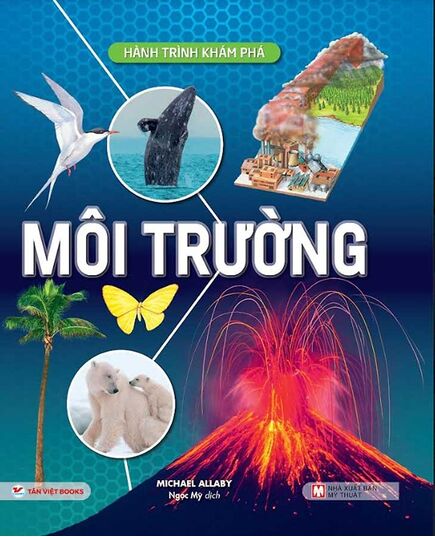 HÀNH TRÌNH KHÁM PHÁ
MÔI TRƯỜNG
MICHAEL ALLABY
Ngọc Mỹ dịch
TÂN VIỆT BOOKS
NHÀ XUẤT BẢN
MỸ THUẬT